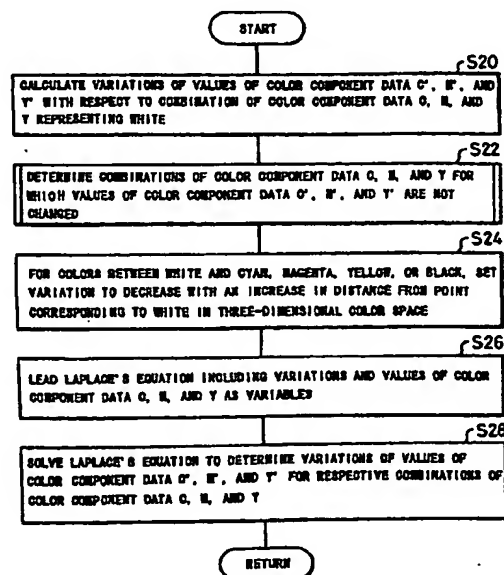 START
S20
CALCULATE VARIATIONS OF VALUES OF COLOR COMPONENT DATA C', M', AND
Y' WITH RESPECT TO COMBINATION OF COLOR COMPONENT DATA C, M, AND
Y REPRESENTING WHITE
S22
DETERMINE COMBINATIONS OF COLOR COMPONENT DATA C, M, AND Y FOR
WHICH VALUES OF COLOR COMPONENT DATA C', M', AND Y' ARE NOT
CHANGED
S24
FOR COLORS BETWEEN WHITE AND CYAN, MAGENTA, YELLOW, OR BLACK, SET
VARIATION TO DECREASE WITH AN INCREASE IN DISTANCE FROM POINT
CORRESPONDING TO WHITE IN THREE-DIMENSIONAL COLOR SPACE
S26
LEAD LAPLACE'S EQUATION INCLUDING VARIATIONS AND VALUES OF COLOR
COMPONENT DATA C, M, AND Y AS VARIABLES
S28
SOLVE LAPLACE'S EQUATION TO DETERMINE VARIATIONS OF VALUES OF
COLOR COMPONENT DATA C', M', AND Y' FOR RESPECTIVE COMBINATIONS OF
COLOR COMPONENT DATA C, M, AND Y
RETURN